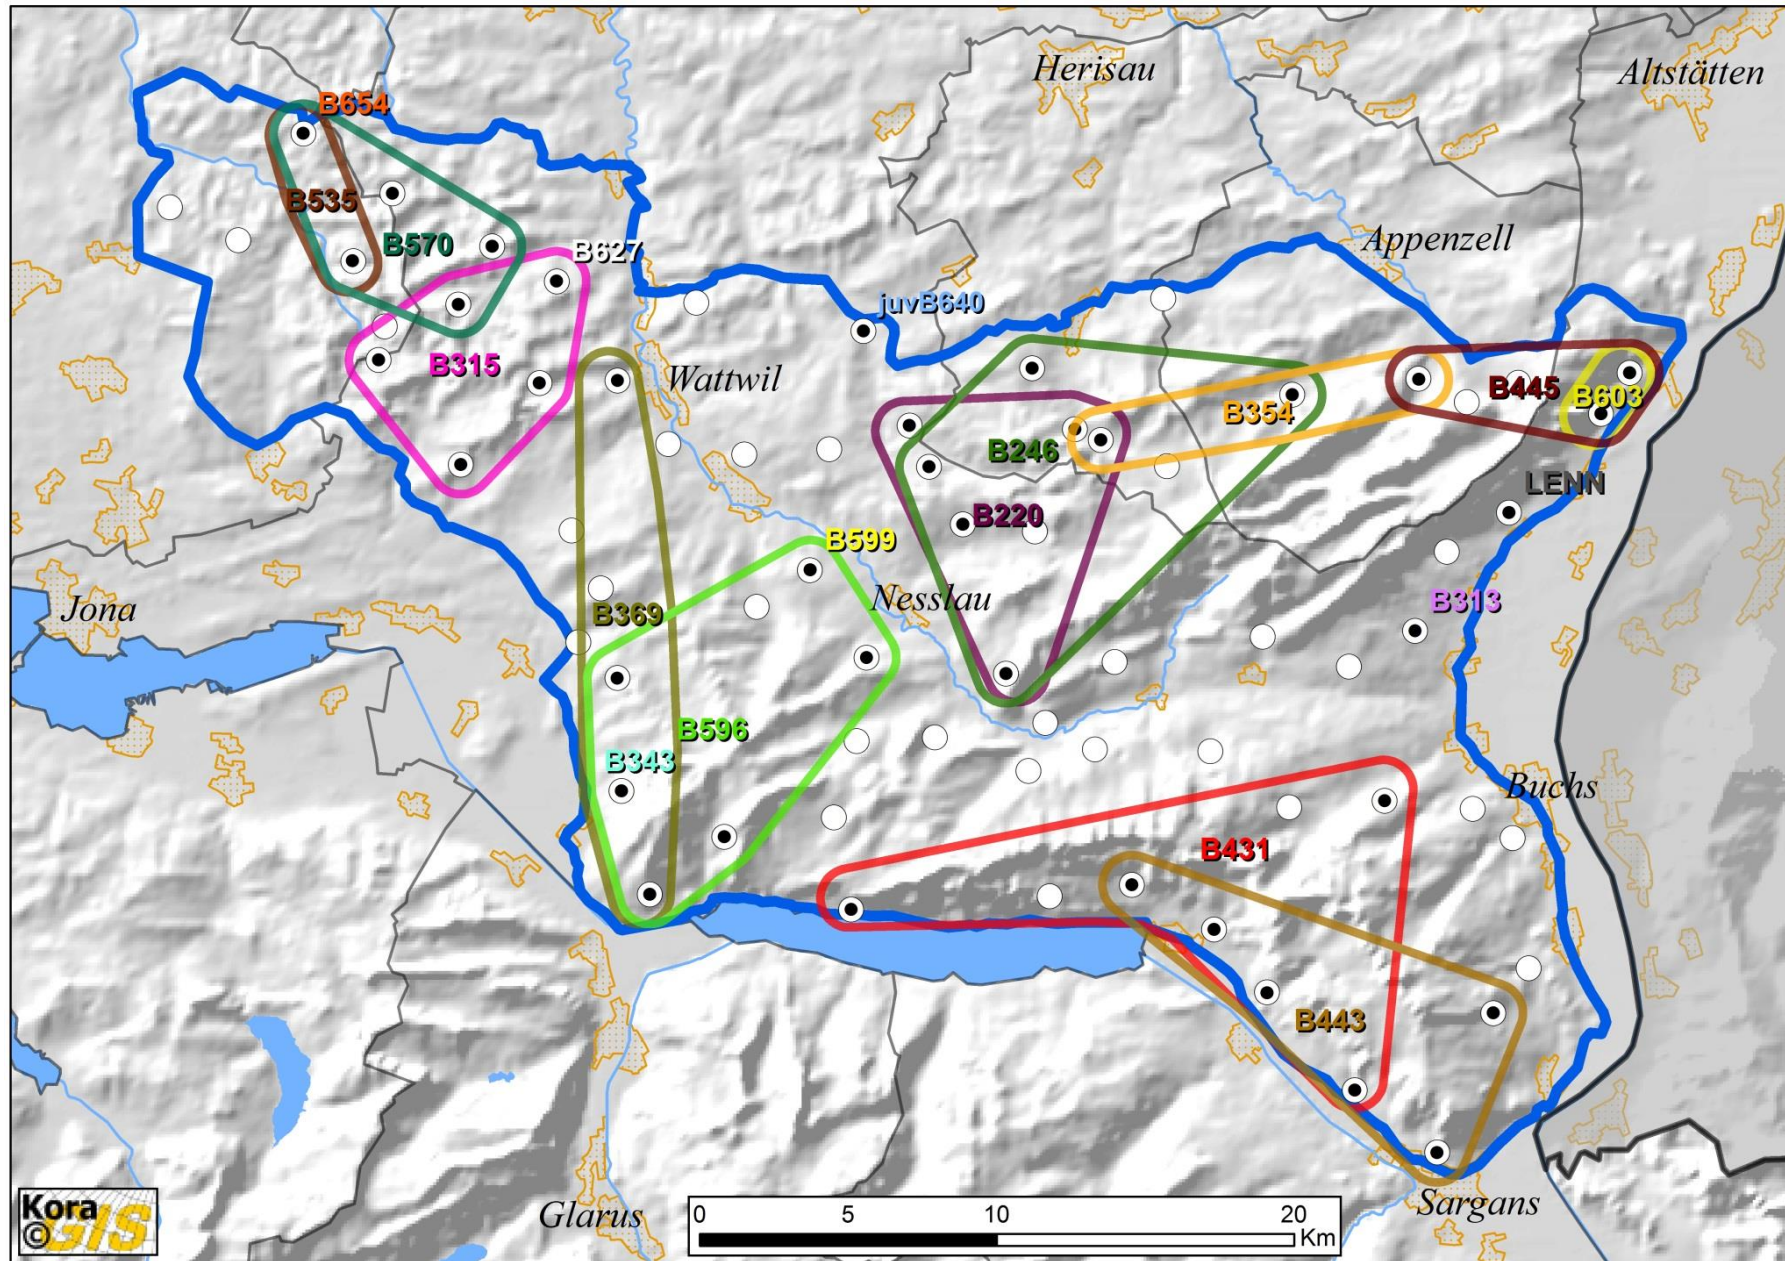 Herisau
Altstätten
B654
B535
B570
B627
Appenzell
juvB640
B315
Wattwil
B354
B445
B603
B246
LENN
B220
B599
Jona
B369
Nesslau
B313
B596
B343
Buchs
B431
B443
Kora
©GIS
Glarus
Sargans
0 5 10 20
Km